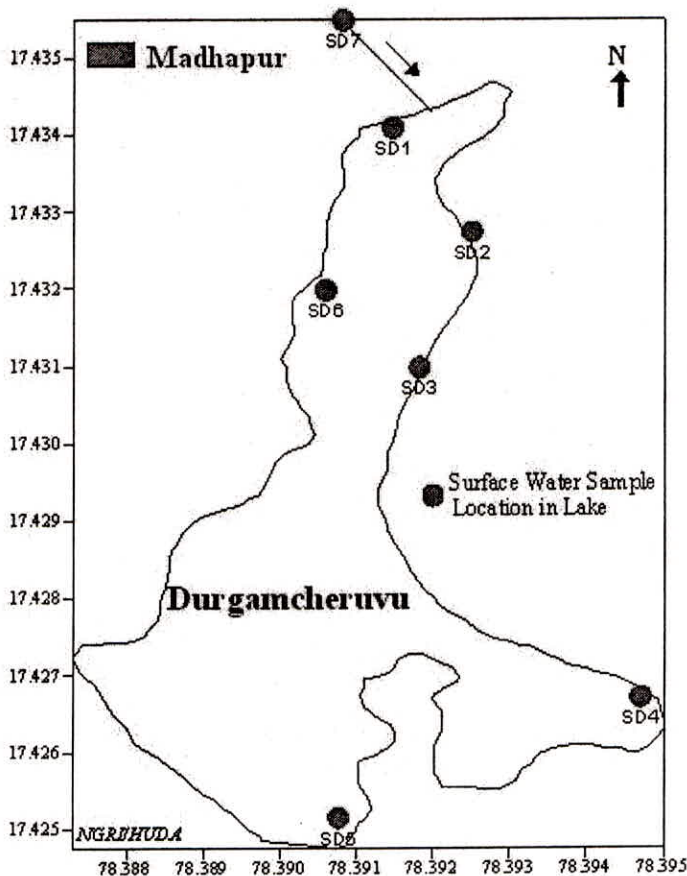 SD7
17.435
Madhapur
N
17.434
SD1
17.433
SD2
17.432
SD6
17.431
SD3
17.430
Surface Water Sample
Location in Lake
17.429
17.428
Durgamcheruvu
17.427
SD4
17.426
17.425
NGRI/HUDA
SD5
78.388 78.389 78.390 78.391 78.392 78.393 78.394 78.395